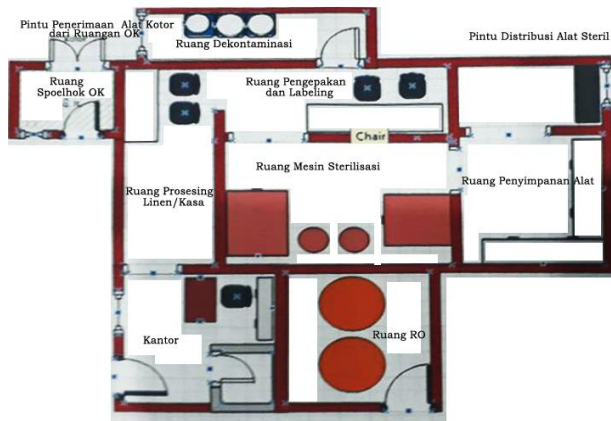 Pintu Penerimaan Alat Kotor
dari Ruangan OK
Ruang Dekontaminasi
Pintu Distribusi Alat Steril
Ruang
Spoelhok OK
Ruang Pengepakan
dan Labeling
Chair
Ruang Mesin Sterilisasi
Ruang Prosesing
Linen/Kasa
Ruang Penyimpanan Alat
Kantor
Ruang RO